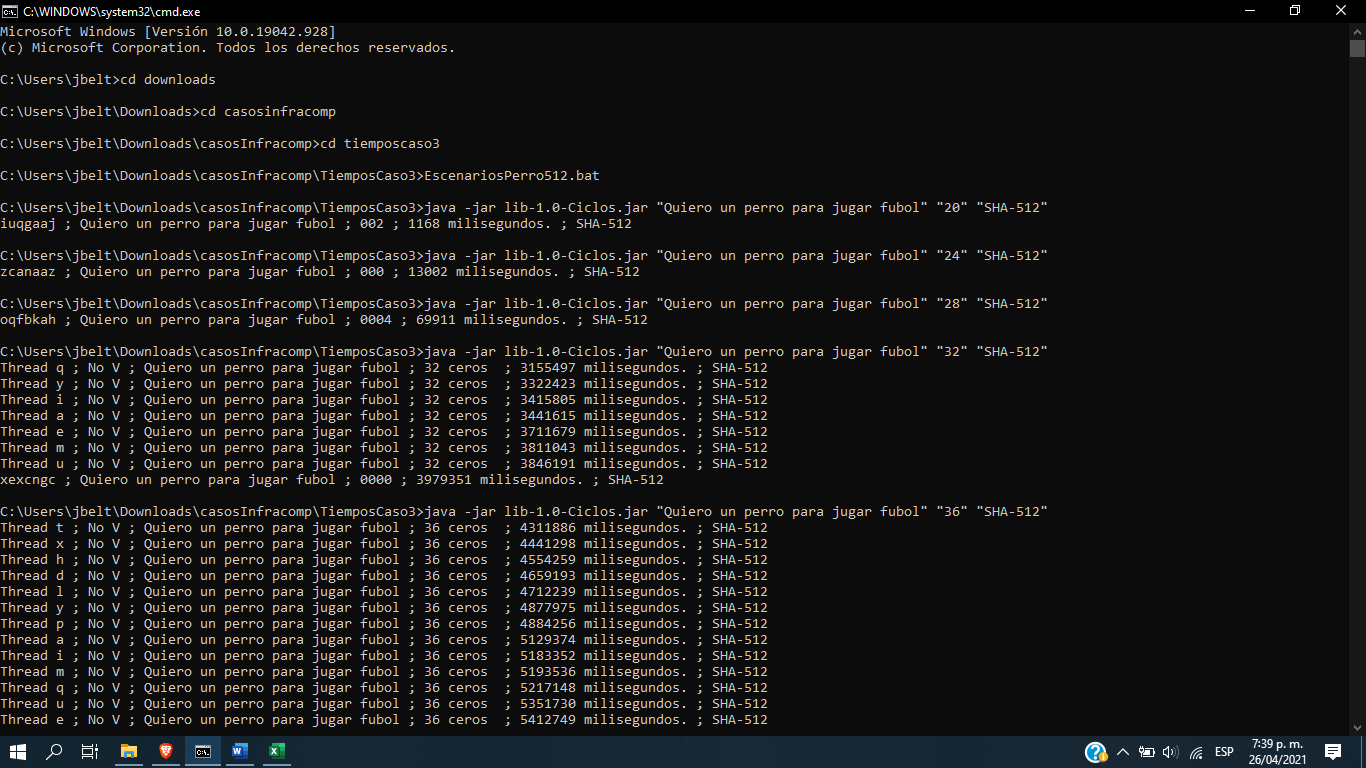 C:\WINDOWS\system32\cmd.exe
Microsoft Windows [Versión 10.0.19042.928]
(c) Microsoft Corporation. Todos los derechos reservados.
C:\Users\jbelt>cd downloads
C:\Users\jbelt\Downloads>cd casosinfracomp
C:\Users\jbelt\Downloads\casosInfracomp>cd tiemposcaso3
C:\Users\jbelt\Downloads\casosInfracomp\TiemposCaso3>EscenariosPerro512.bat
C:\Users\jbelt\Downloads\casosInfracomp\TiemposCaso3>java -jar lib-1.0-Ciclos.jar "Quiero un perro para jugar fubol" "20" "SHA-512"
iuqgaaj ; Quiero un perro para jugar fubol ; 002 ; 1168 milisegundos. ; SHA-512
C:\Users\jbelt\Downloads\casosInfracomp\TiemposCaso3>java -jar lib-1.0-Ciclos.jar "Quiero un perro para jugar fubol" "24" "SHA-512"
zcanaaz ; Quiero un perro para jugar fubol ; 000 ; 13002 milisegundos. ; SHA-512
C:\Users\jbelt\Downloads\casosInfracomp\TiemposCaso3>java -jar lib-1.0-Ciclos.jar "Quiero un perro para jugar fubol" "28" "SHA-512"
oqfbkah ; Quiero un perro para jugar fubol ; 0004 ; 69911 milisegundos. ; SHA-512
C:\Users\jbelt\Downloads\casosInfracomp\TiemposCaso3>java -jar lib-1.0-Ciclos.jar "Quiero un perro para jugar fubol" "32" "SHA-512"
Thread q ; No V ; Quiero un perro para jugar fubol ; 32 ceros  ; 3155497 milisegundos. ; SHA-512
Thread y ; No V ; Quiero un perro para jugar fubol ; 32 ceros  ; 3322423 milisegundos. ; SHA-512
Thread i ; No V ; Quiero un perro para jugar fubol ; 32 ceros  ; 3415805 milisegundos. ; SHA-512
Thread a ; No V ; Quiero un perro para jugar fubol ; 32 ceros  ; 3441615 milisegundos. ; SHA-512
Thread e ; No V ; Quiero un perro para jugar fubol ; 32 ceros  ; 3711679 milisegundos. ; SHA-512
Thread m ; No V ; Quiero un perro para jugar fubol ; 32 ceros  ; 3811043 milisegundos. ; SHA-512
Thread u ; No V ; Quiero un perro para jugar fubol ; 32 ceros  ; 3846191 milisegundos. ; SHA-512
xexcngc ; Quiero un perro para jugar fubol ; 0000 ; 3979351 milisegundos. ; SHA-512
C:\Users\jbelt\Downloads\casosInfracomp\TiemposCaso3>java -jar lib-1.0-Ciclos.jar "Quiero un perro para jugar fubol" "36" "SHA-512"
Thread t ; No V ; Quiero un perro para jugar fubol ; 36 ceros  ; 4311886 milisegundos. ; SHA-512
Thread x ; No V ; Quiero un perro para jugar fubol ; 36 ceros  ; 4441298 milisegundos. ; SHA-512
Thread h ; No V ; Quiero un perro para jugar fubol ; 36 ceros  ; 4554259 milisegundos. ; SHA-512
Thread d ; No V ; Quiero un perro para jugar fubol ; 36 ceros  ; 4659193 milisegundos. ; SHA-512
Thread l ; No V ; Quiero un perro para jugar fubol ; 36 ceros  ; 4712239 milisegundos. ; SHA-512
Thread y ; No V ; Quiero un perro para jugar fubol ; 36 ceros  ; 4877975 milisegundos. ; SHA-512
Thread p ; No V ; Quiero un perro para jugar fubol ; 36 ceros  ; 4884256 milisegundos. ; SHA-512
Thread a ; No V ; Quiero un perro para jugar fubol ; 36 ceros  ; 5129374 milisegundos. ; SHA-512
Thread i ; No V ; Quiero un perro para jugar fubol ; 36 ceros  ; 5183352 milisegundos. ; SHA-512
Thread m ; No V ; Quiero un perro para jugar fubol ; 36 ceros  ; 5193536 milisegundos. ; SHA-512
Thread q ; No V ; Quiero un perro para jugar fubol ; 36 ceros  ; 5217148 milisegundos. ; SHA-512
Thread u ; No V ; Quiero un perro para jugar fubol ; 36 ceros  ; 5351730 milisegundos. ; SHA-512
Thread e ; No V ; Quiero un perro para jugar fubol ; 36 ceros  ; 5412749 milisegundos. ; SHA-512
ESP
7:39 p. m.
26/04/2021